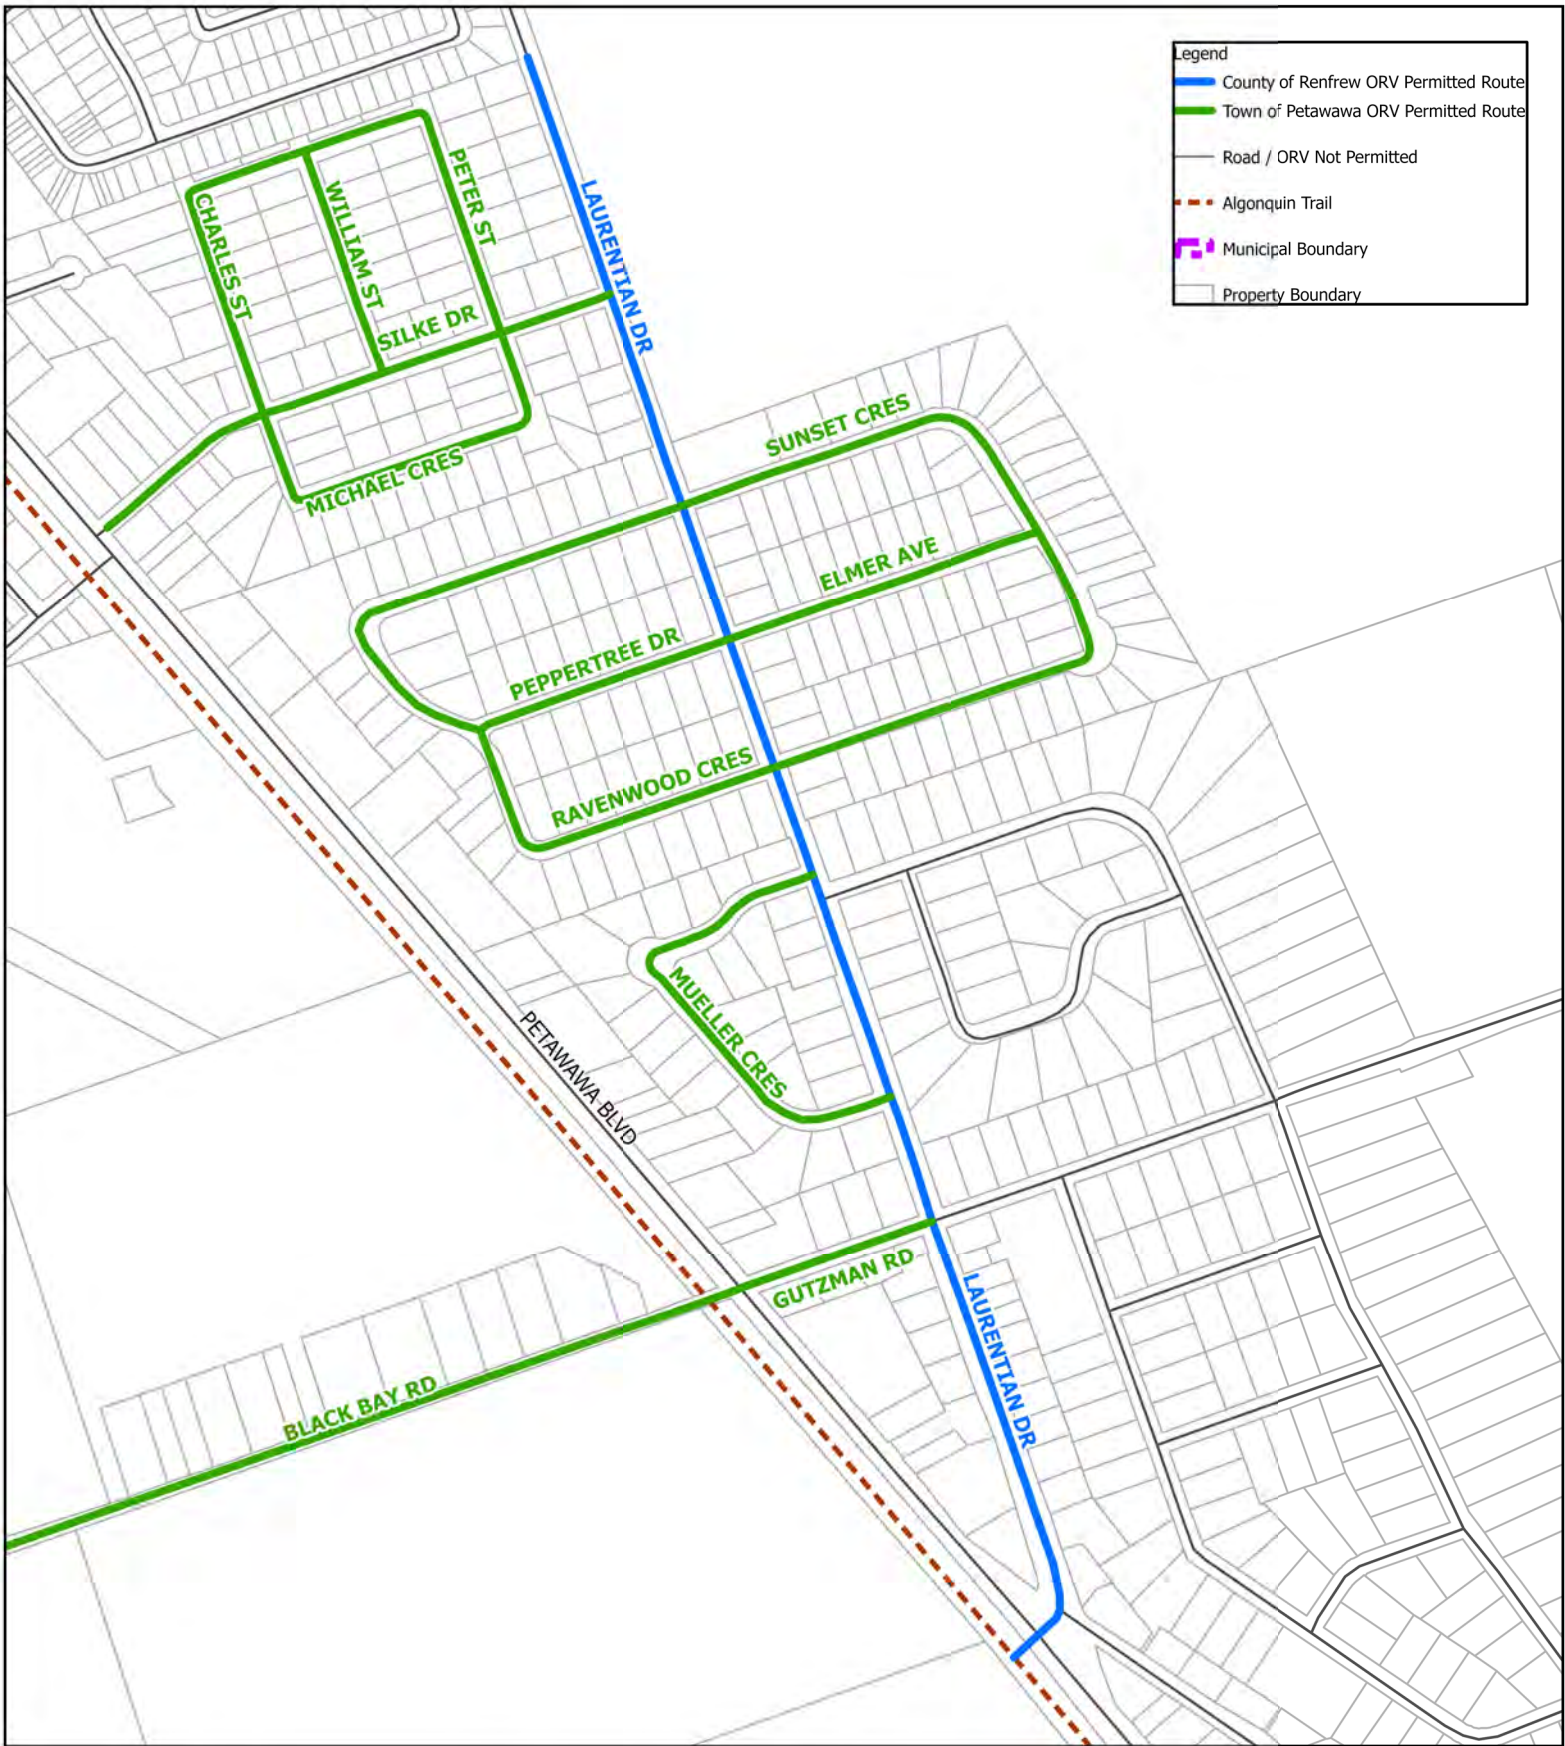 Legend
County of Renfrew ORV Permitted Route
Town of Petawawa ORV Permitted Route
Road / ORV Not Permitted
Algonquin Trail
Municipal Boundary
Property Boundary
PETER ST
LAURENTIAN DR
WILLIAM ST
CHARLES ST
SILKE DR
MICHAEL CRES
SUNSET CRES
ELMER AVE
PEPPERTREE DR
RAVENWOOD CRES
MUELLER CRES
PETAWAWA BLVD
GUTZMAN RD
LAURENTIAN DR
BLACK BAY RD